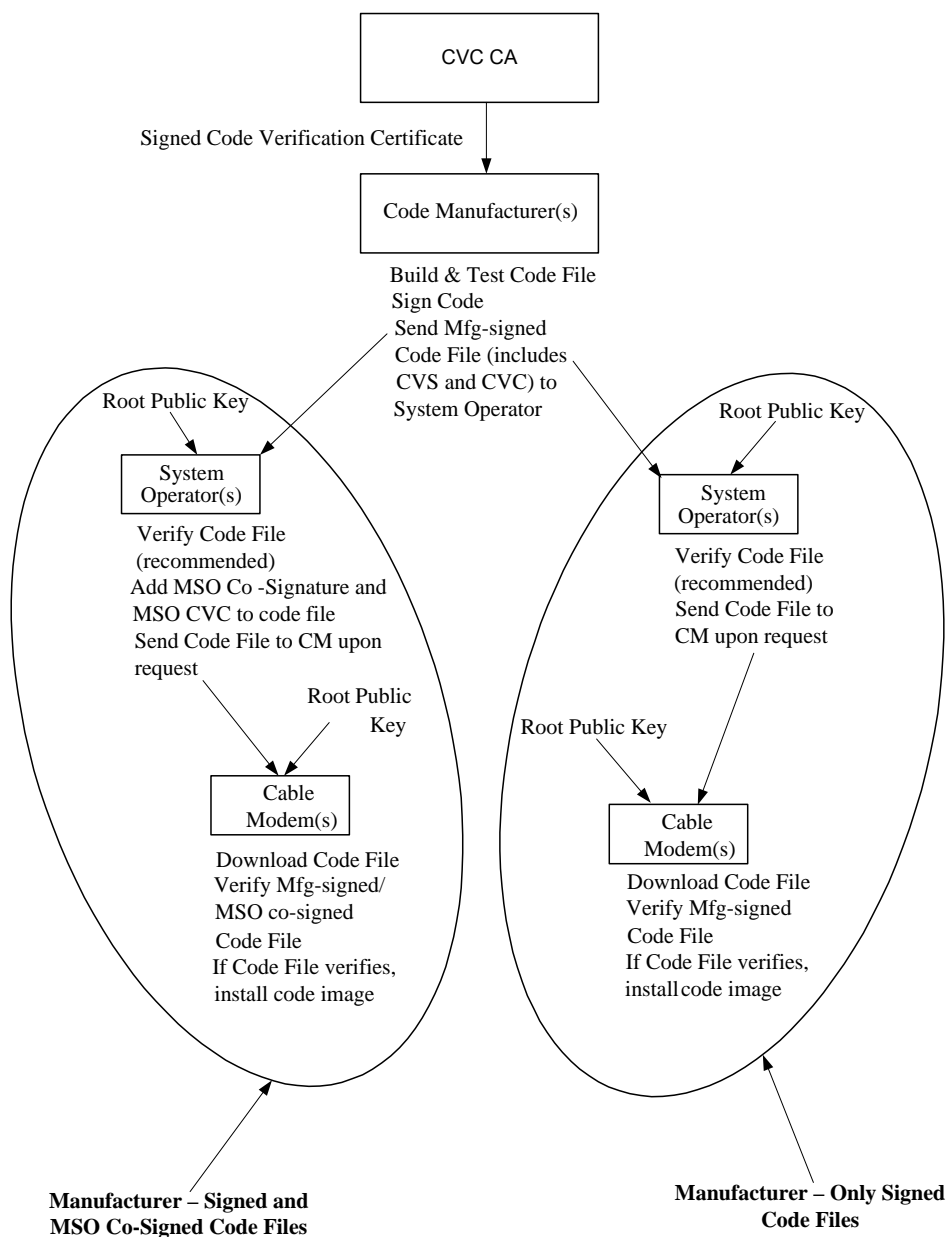 CVC CA
Signed Code Verification Certificate
Code Manufacturer(s)
Build & Test Code File
Sign Code
Send Mfg-signed
Code File (includes
CVS and CVC) to
System Operator
Root Public Key
System
Operator(s)
Verify Code File
(recommended)
Add MSO Co -Signature and
MSO CVC to code file
Send Code File to CM upon
request
Root Public
Key
Cable
Modem(s)
Download Code File
Verify Mfg-signed/
MSO co-signed
Code File
If Code File verifies,
install code image
Manufacturer – Signed and
MSO Co-Signed Code Files
Root Public Key
System
Operator(s)
Verify Code File
(recommended)
Send Code File to
CM upon request
Root Public Key
Cable
Modem(s)
Download Code File
Verify Mfg-signed
Code File
If Code File verifies,
install code image
Manufacturer – Only Signed
Code Files